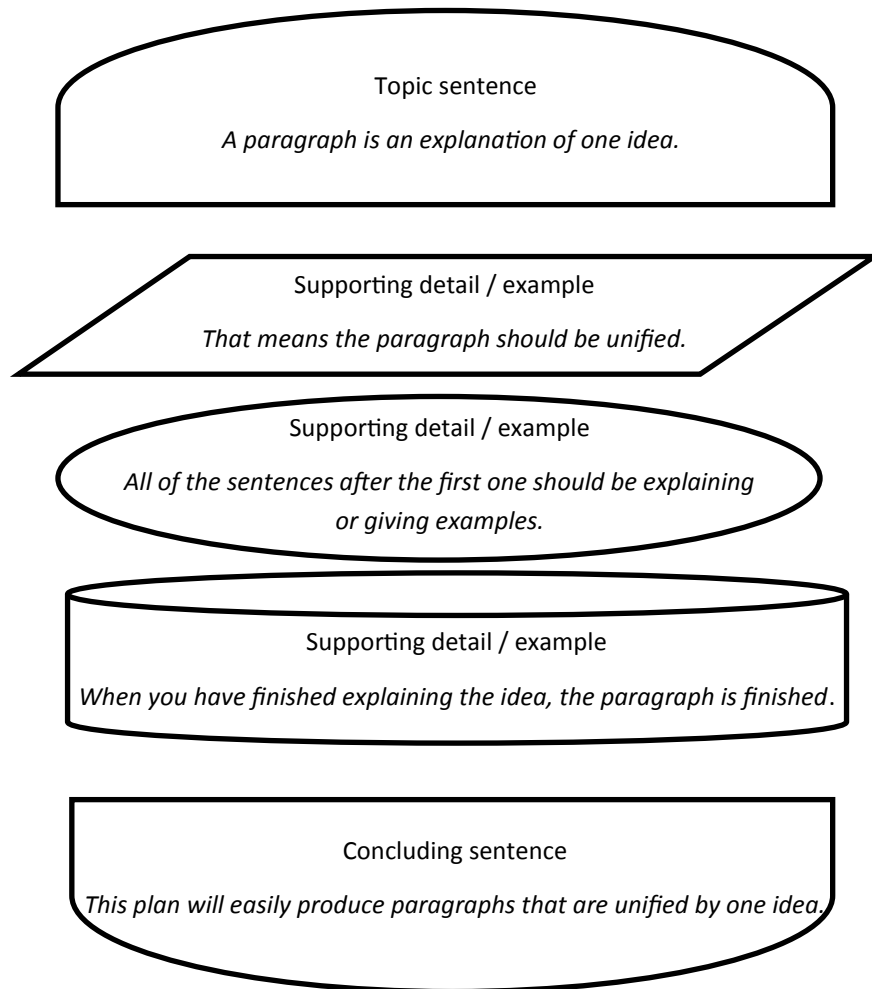 Topic sentence
A paragraph is an explanation of one idea.
Supporting detail / example
That means the paragraph should be unified.
Supporting detail / example
All of the sentences after the first one should be explaining
or giving examples.
Supporting detail / example
When you have finished explaining the idea, the paragraph is finished.
Concluding sentence
This plan will easily produce paragraphs that are unified by one idea.